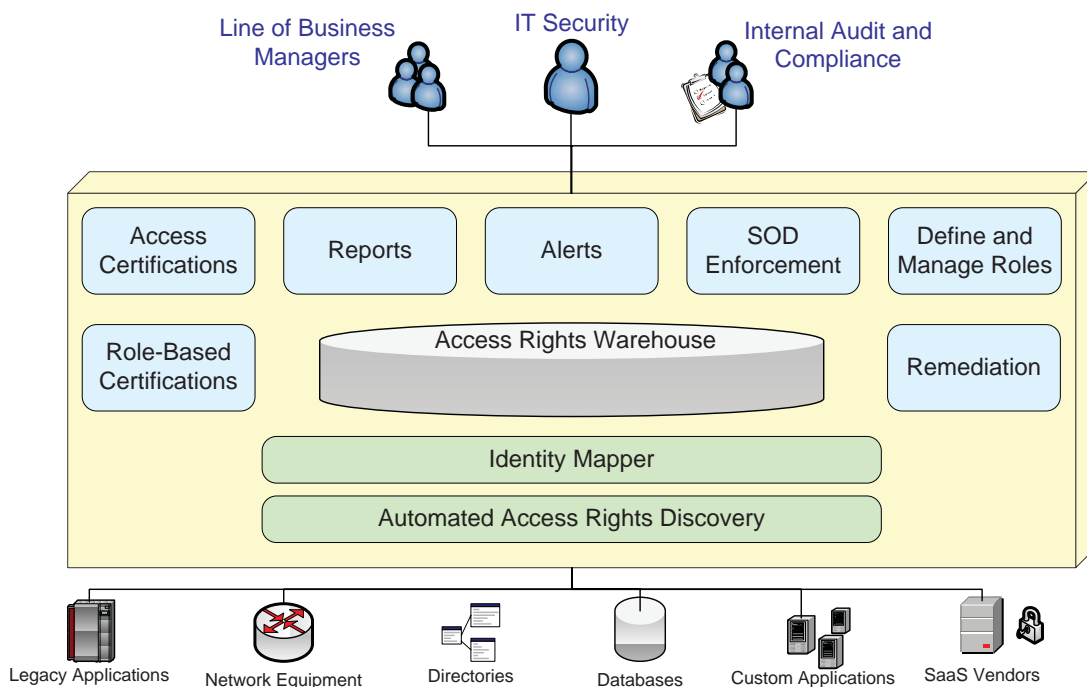 Line of Business
Managers
IT Security
Internal Audit and
Compliance
Access
Certifications
Reports
Alerts
SOD
Enforcement
Define and
Manage Roles
Role-Based
Certifications
Access Rights Warehouse
Remediation
Identity Mapper
Automated Access Rights Discovery
Legacy Applications
Network Equipment
Directories
Databases
Custom Applications
SaaS Vendors